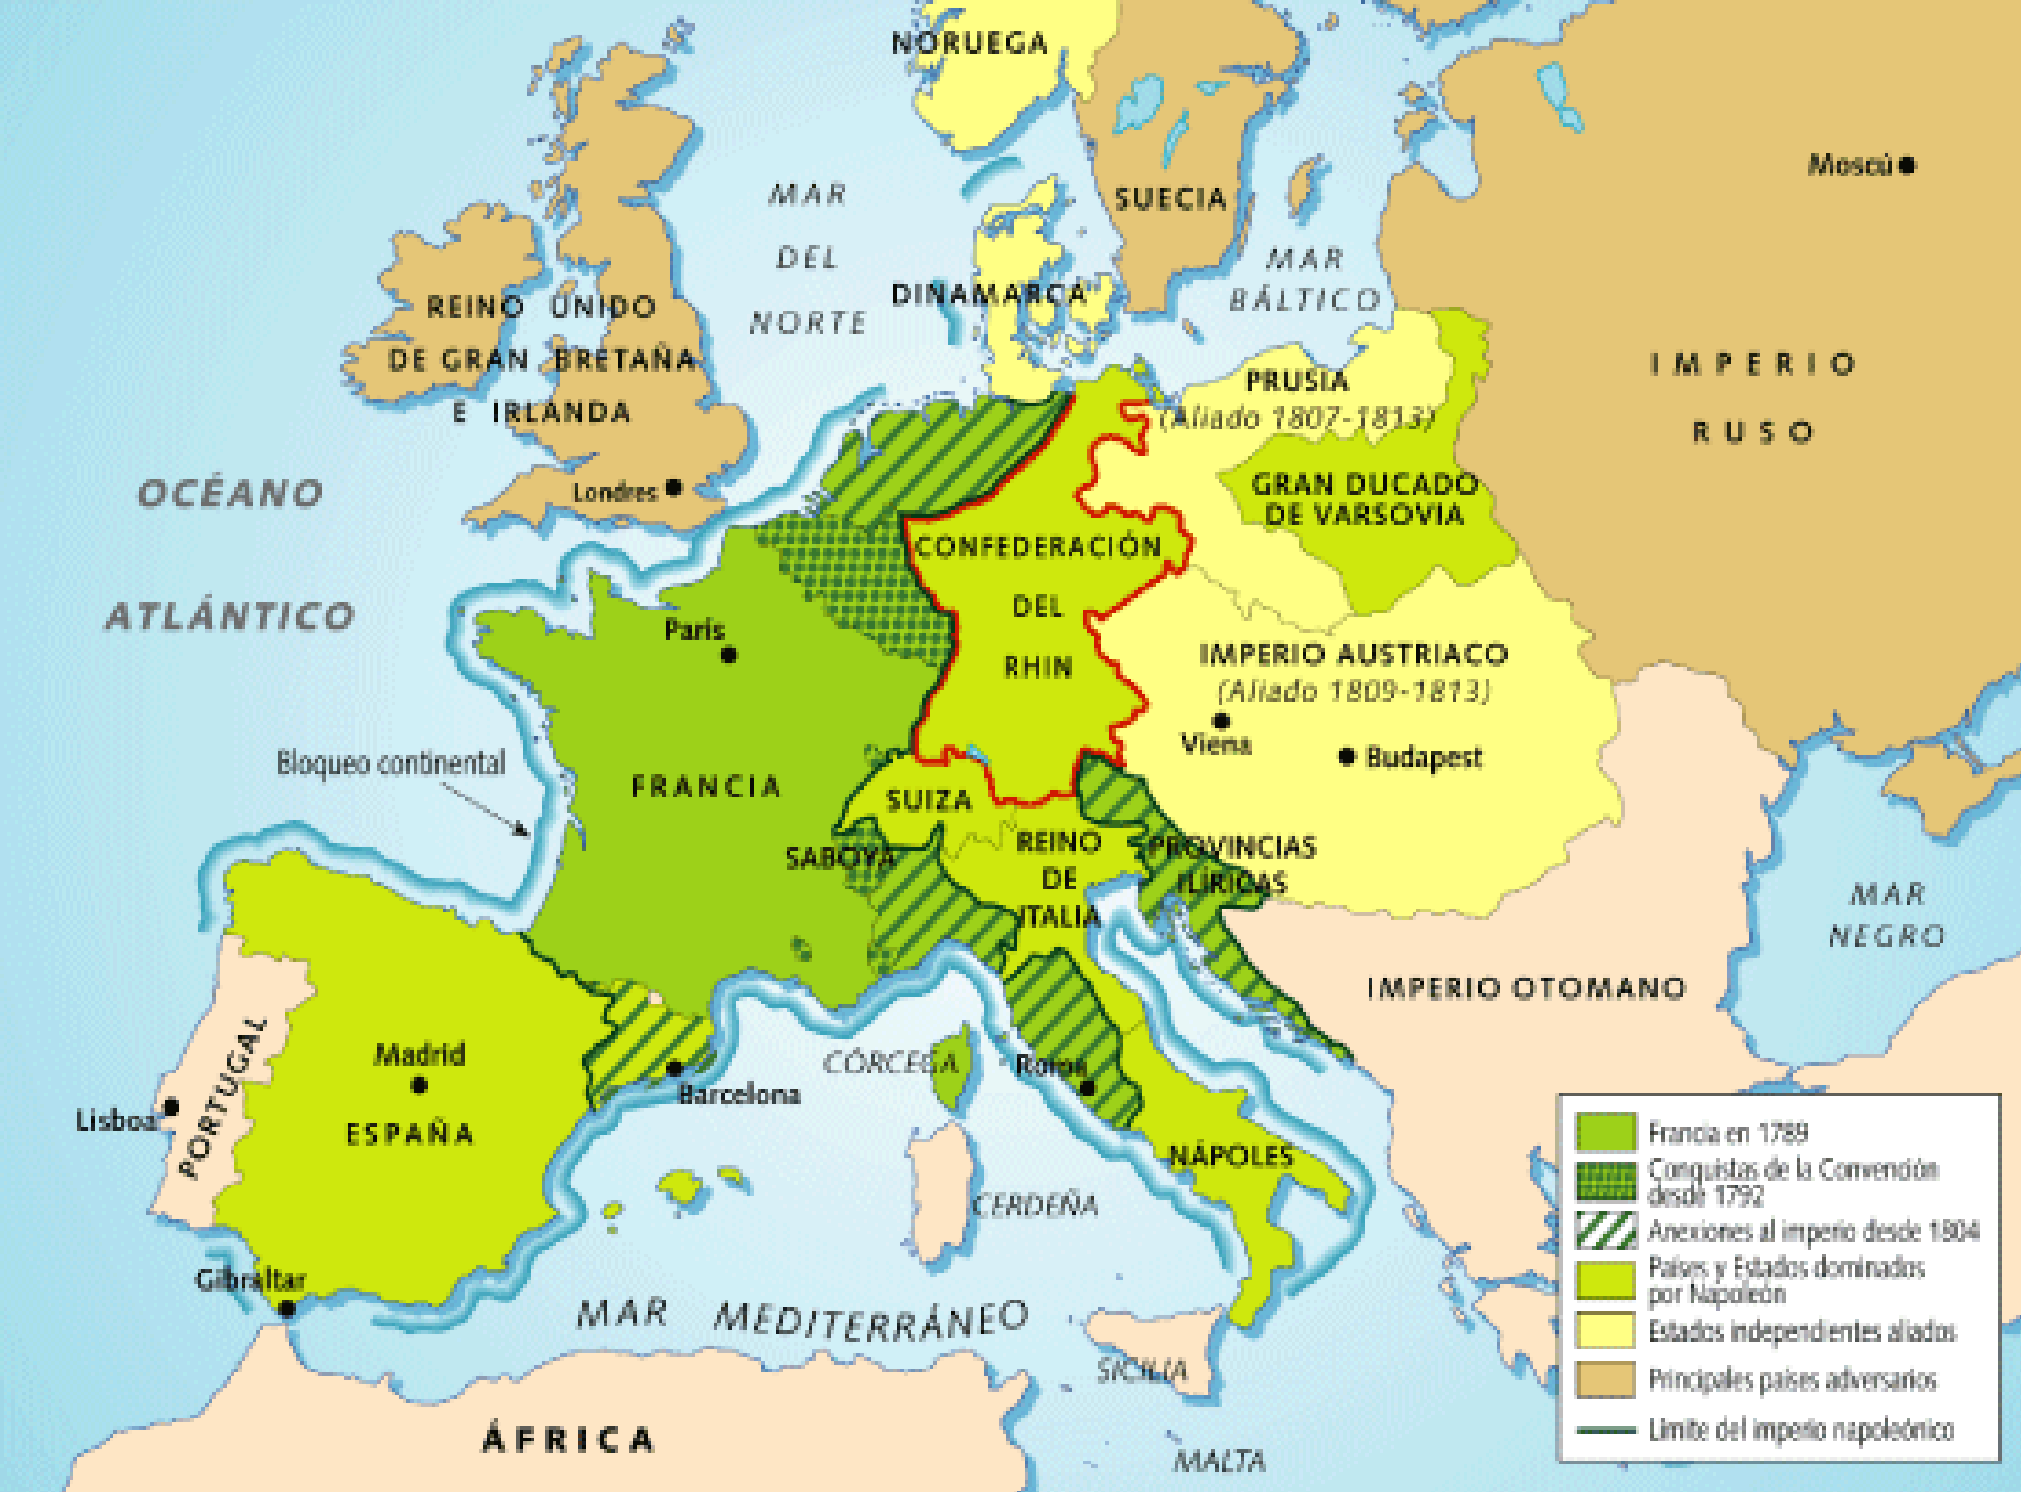 NORUEGA
Moscú
MAR
DEL
NORTE
SUECIA
MAR
BÁLTICO
DINAMARCA
REINO UNIDO
DE GRAN BRETAÑA
E IRLANDA
Londres
IMPERIO
RUSO
PRUSIA
(Aliado 1807-1813)
GRAN DUCADO
DE VARSOVIA
OCÉANO
ATLÁNTICO
CONFEDERACIÓN
DEL
RHIN
París
IMPERIO AUSTRIACO
(Aliado 1809-1813)
Viena
Budapest
Bloqueo continental
FRANCIA
SUIZA
SABOYA
REINO
DE
ITALIA
PROVINCIAS
ILÍRICAS
MAR
NEGRO
IMPERIO OTOMANO
PORTUGAL
Lisboa
Madrid
ESPAÑA
Barcelona
CÓRCEGA
Roma
NÁPOLES
CERDEÑA
Gibraltar
MAR MEDITERRÁNEO
SICILIA
ÁFRICA
MALTA
Francia en 1789
Conquistas de la Convención
desde 1792
Anexiones al imperio desde 1804
Países y Estados dominados
por Napoleón
Estados independientes aliados
Principales países adversarios
Límite del imperio napoleónico